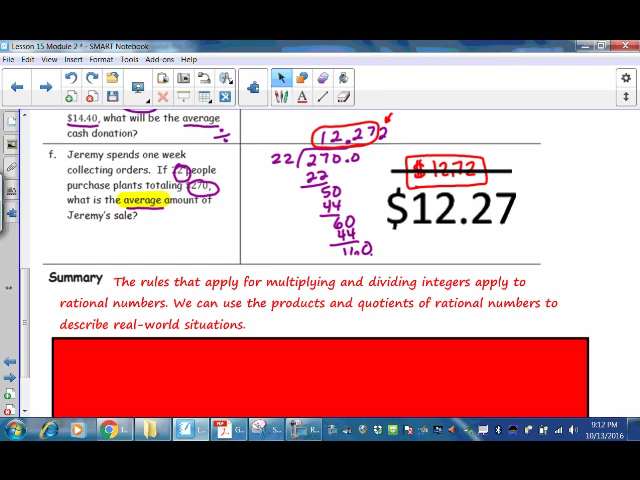 Lesson 15 Module 2 * - SMART Notebook
File Edit View Insert Format Tools Add-ons Help
$14.40, what will be the average
cash donation?
f. Jeremy spends one week
collecting orders. If 22 people
purchase plants totaling $270,
what is the average amount of
Jeremy's sale?
12.272
22 270.0
22
50
44
60
44
11.0
$ 12.72
$12.27
Summary The rules that apply for multiplying and dividing integers apply to
rational numbers. We can use the products and quotients of rational numbers to
describe real-world situations.
Lesson ...
S...
R...
9:12 PM
10/13/2016